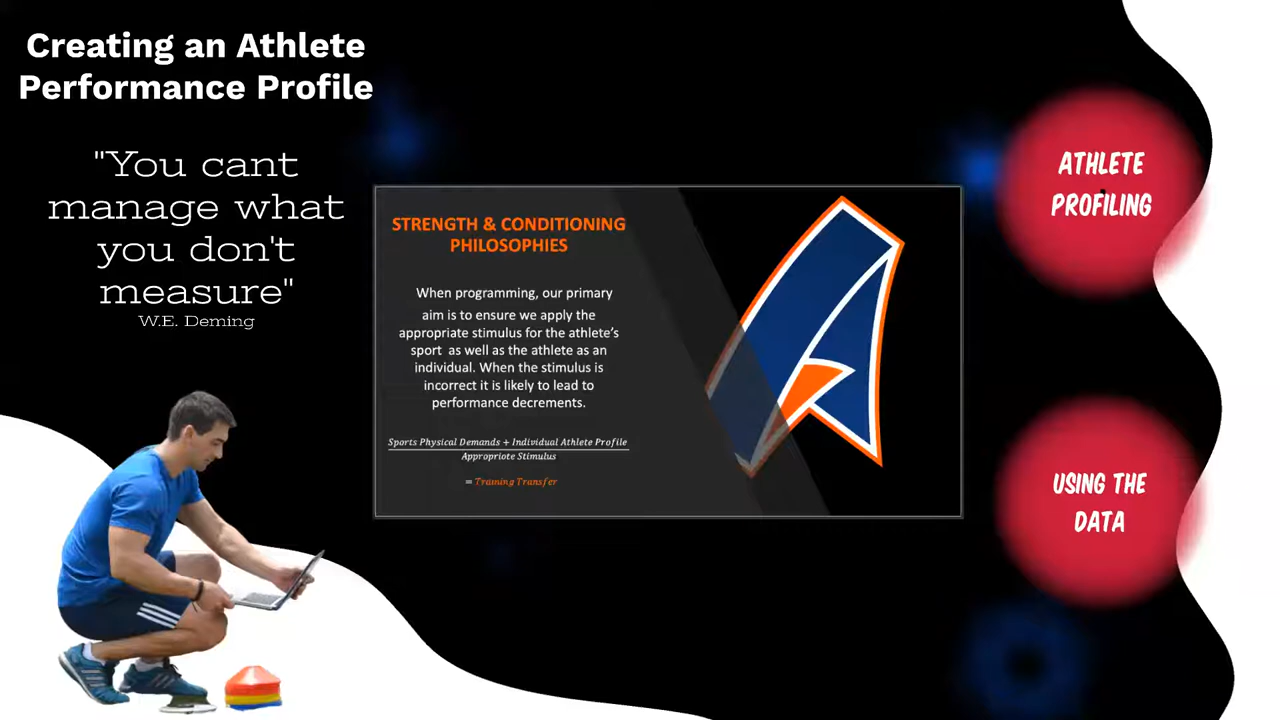 Creating an Athlete
Performance Profile
"You cant
manage what
you don't
measure"
W.E. Deming
STRENGTH & CONDITIONING
PHILOSOPHIES
When programming, our primary
aim is to ensure we apply the
appropriate stimulus for the athlete's
sport as well as the athlete as an
individual. When the stimulus is
incorrect it is likely to lead to
performance decrements.
Sports Physical Demands + Individual Athlete Profile
Appropriote Stimulus
= Training Transfer
ATHLETE
PROFILING
USING THE
DATA